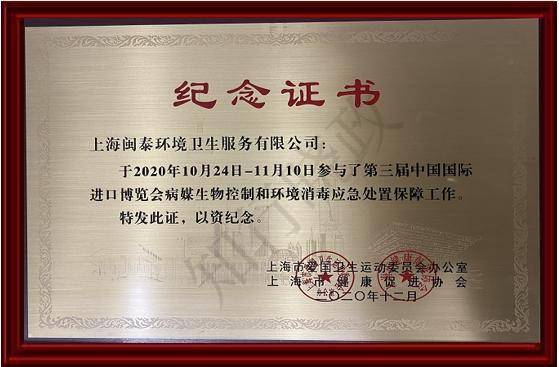 纪念证书
上海闽泰环境卫生服务有限公司：
于2020年10月24日-11月10日参与了第三届中国国际
进口博览会病媒生物控制和环境消毒应急处置保障工作。
特发此证，以资纪念。
上海市爱国卫生运动委员会办公室
上海市健康促进协会
二〇二〇年十二月